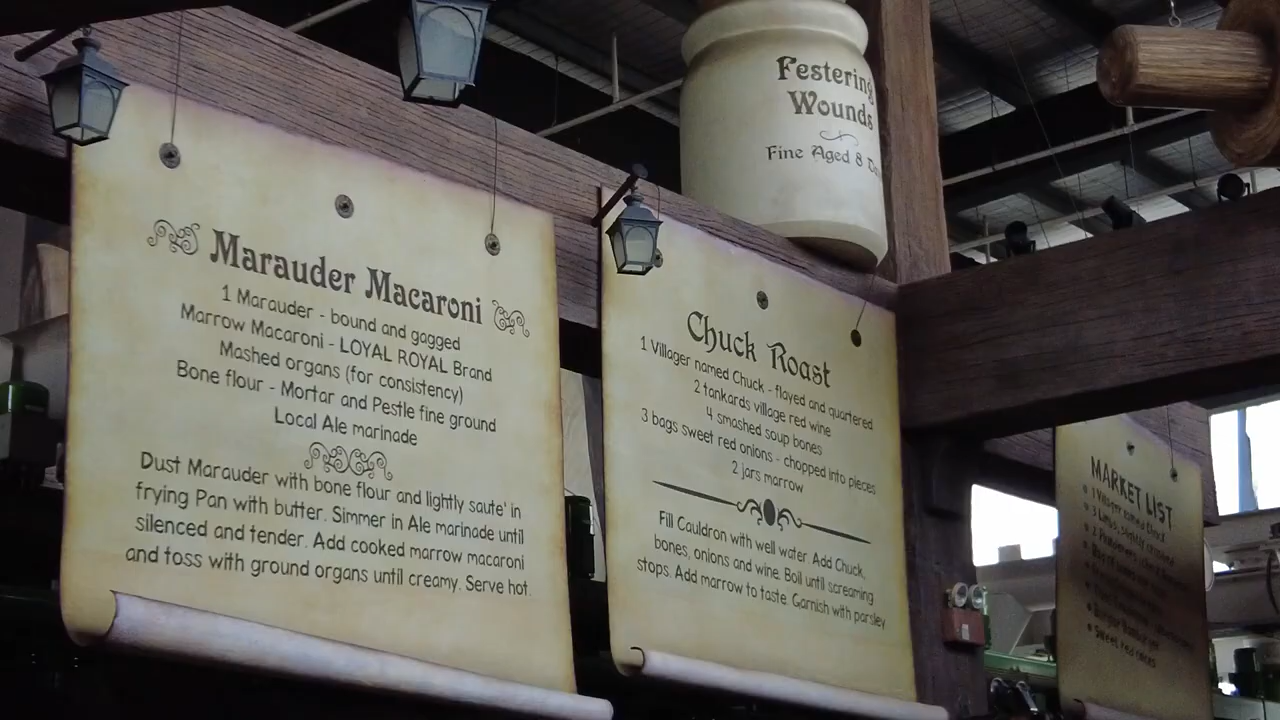 Marauder Macaroni
1 Marauder - bound and gagged
Marrow Macaroni - LOYAL ROYAL Brand
Mashed organs (for consistency)
Bone flour - Mortar and Pestle fine ground
Local Ale marinade
Dust Marauder with bone flour and lightly saute' in
frying Pan with butter. Simmer in Ale marinade until
silenced and tender. Add cooked marrow macaroni
and toss with ground organs until creamy. Serve hot.
Festering
Wounds
Fine Aged 8
Chuck Roast
1 Villager named Chuck - flayed and quartered
2 tankards village red wine
4 smashed soup bones
3 bags sweet red onions - chopped into pieces
2 jars marrow
Fill Cauldron with well water. Add Chuck,
bones, onions and wine. Boil until screaming
stops. Add marrow to taste. Garnish with parsley
MARKET LIST
1 Villager named Chuck
3 Limbs, slightly
2
Sweet red onions